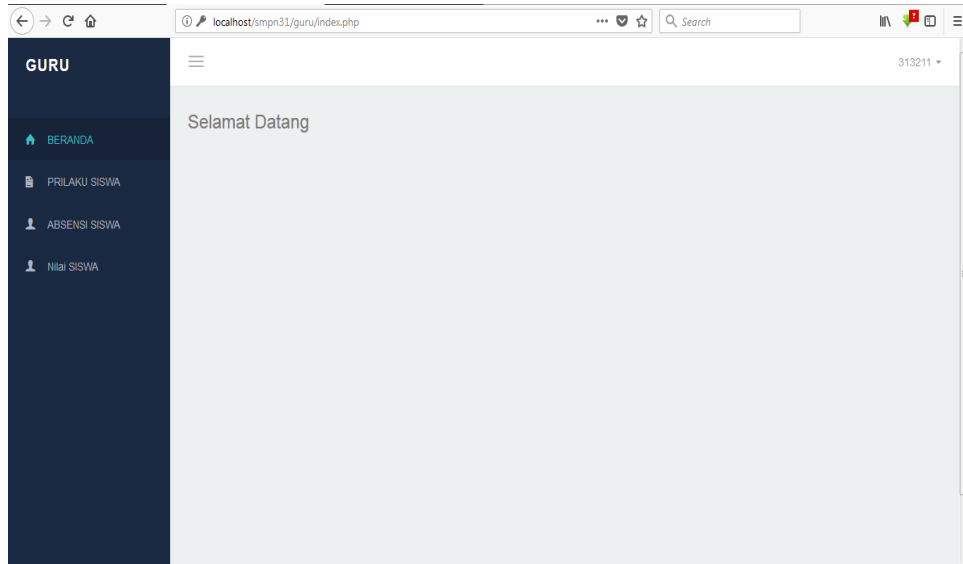 localhost/smpn31/guru/index.php
Search
GURU
313211
Selamat Datang
BERANDA
PRILAKU SISWA
ABSENSI SISWA
Nilai SISWA